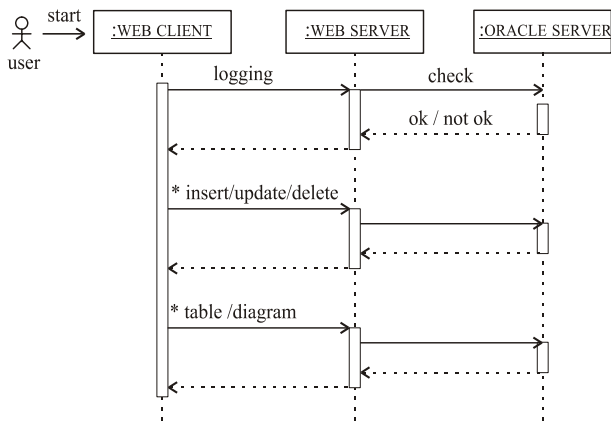 start
user
:WEB CLIENT
:WEB SERVER
:ORACLE SERVER
logging
check
ok / not ok
* insert/update/delete
* table /diagram